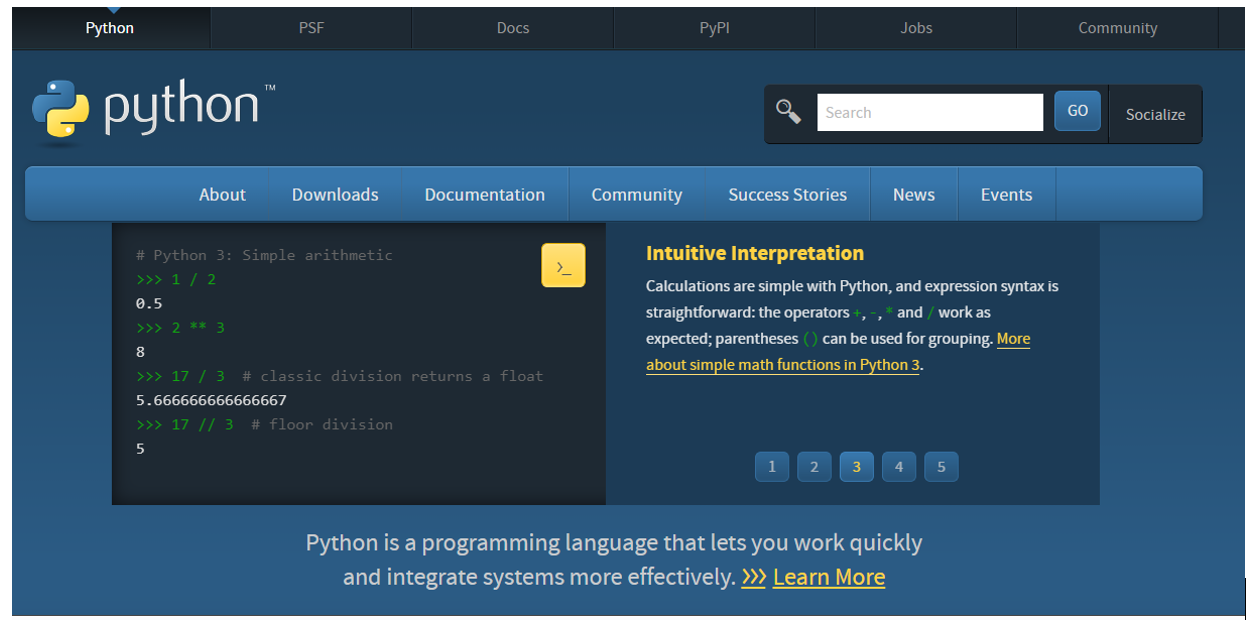 Python PSF Docs PyPI Jobs Community
python™
Search GO Socialize
About Downloads Documentation Community Success Stories News Events
# Python 3: Simple arithmetic
>>> 1 / 2
0.5
>>> 2 ** 3
8
>>> 17 / 3  # classic division returns a float
5.666666666666667
>>> 17 // 3  # floor division
5
>_
Intuitive Interpretation
Calculations are simple with Python, and expression syntax is
straightforward: the operators +, -, * and / work as
expected; parentheses () can be used for grouping. More
about simple math functions in Python 3.
1 2 3 4 5
Python is a programming language that lets you work quickly
and integrate systems more effectively. >>> Learn More